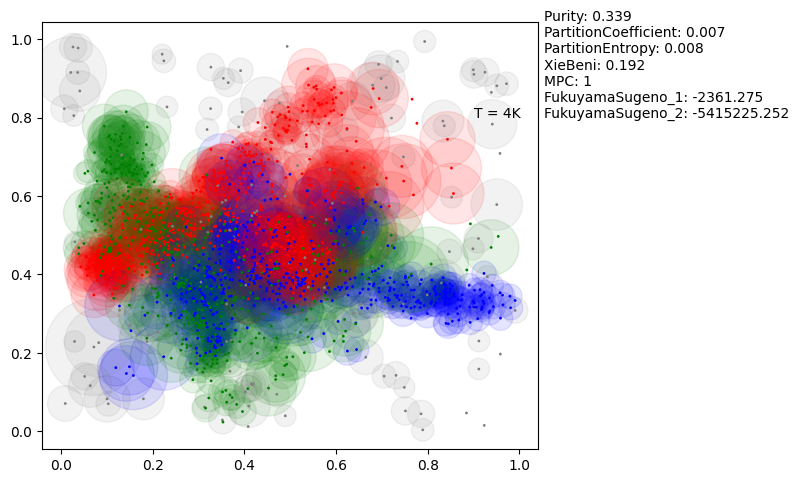 Purity: 0.339
PartitionCoefficient: 0.007
PartitionEntropy: 0.008
XieBeni: 0.192
MPC: 1
FukuyamaSugeno_1: -2361.275
FukuyamaSugeno_2: -5415225.252
T = 4K
1.0
0.8
0.6
0.4
0.2
0.0
0.0 0.2 0.4 0.6 0.8 1.0